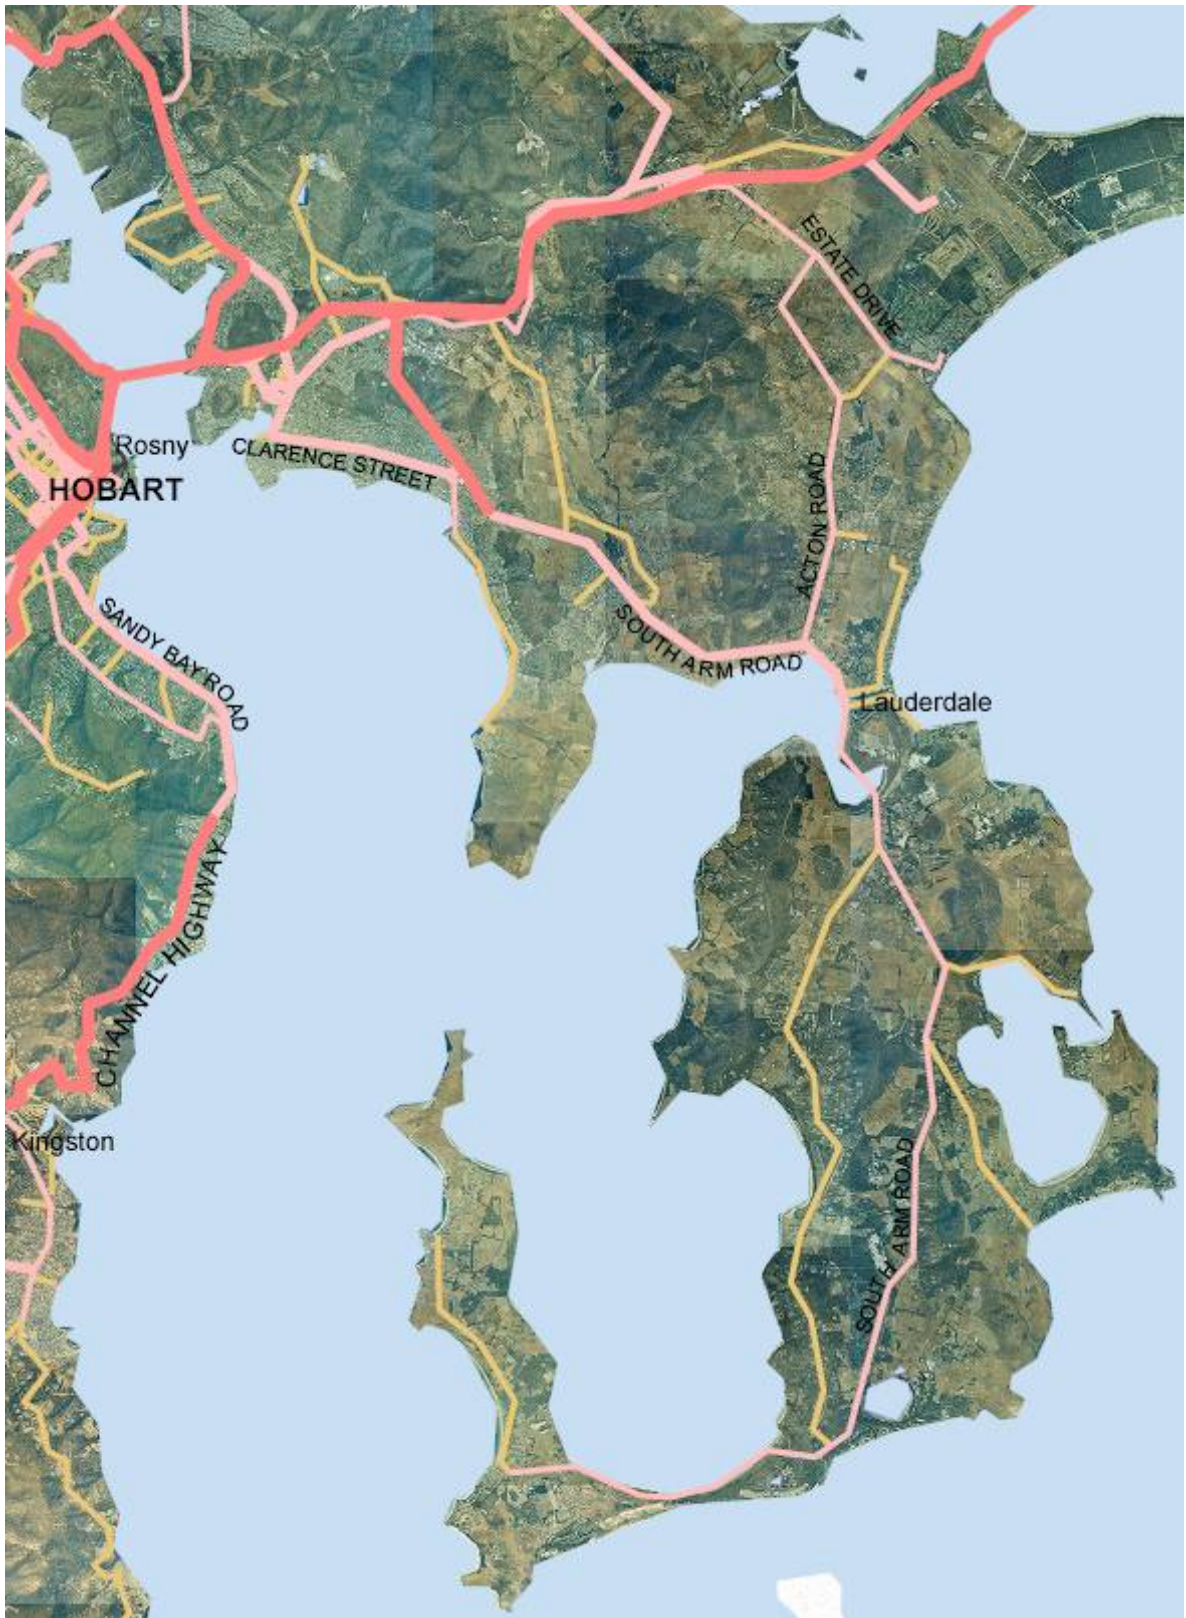 ESTATE DRIVE
Rosny
CLARENCE STREET
HOBART
ACTON ROAD
SANDY BAY ROAD
SOUTH ARM ROAD
Lauderdale
CHANNEL HIGHWAY
Kingston
SOUTH ARM ROAD